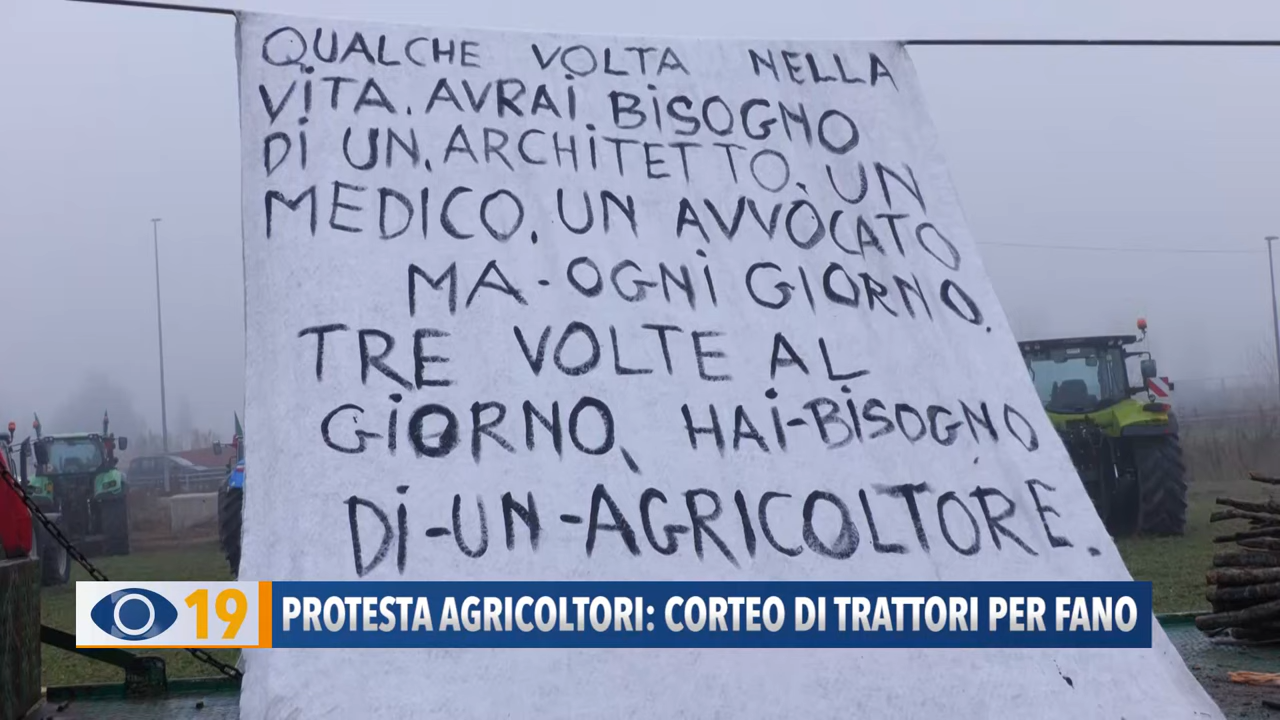 QUALCHE VOLTA NELLA
VITA. AVRAI BISOGNO
DI UN. ARCHITETTO. UN
MEDICO. UN AVVOCATO
MA-OGNI GIORNO.
TRE VOLTE AL
GIORNO, HAI-BISOGNO
DI-UN-AGRICOLTORE.
19 PROTESTA AGRICOLTORI: CORTEO DI TRATTORI PER FANO